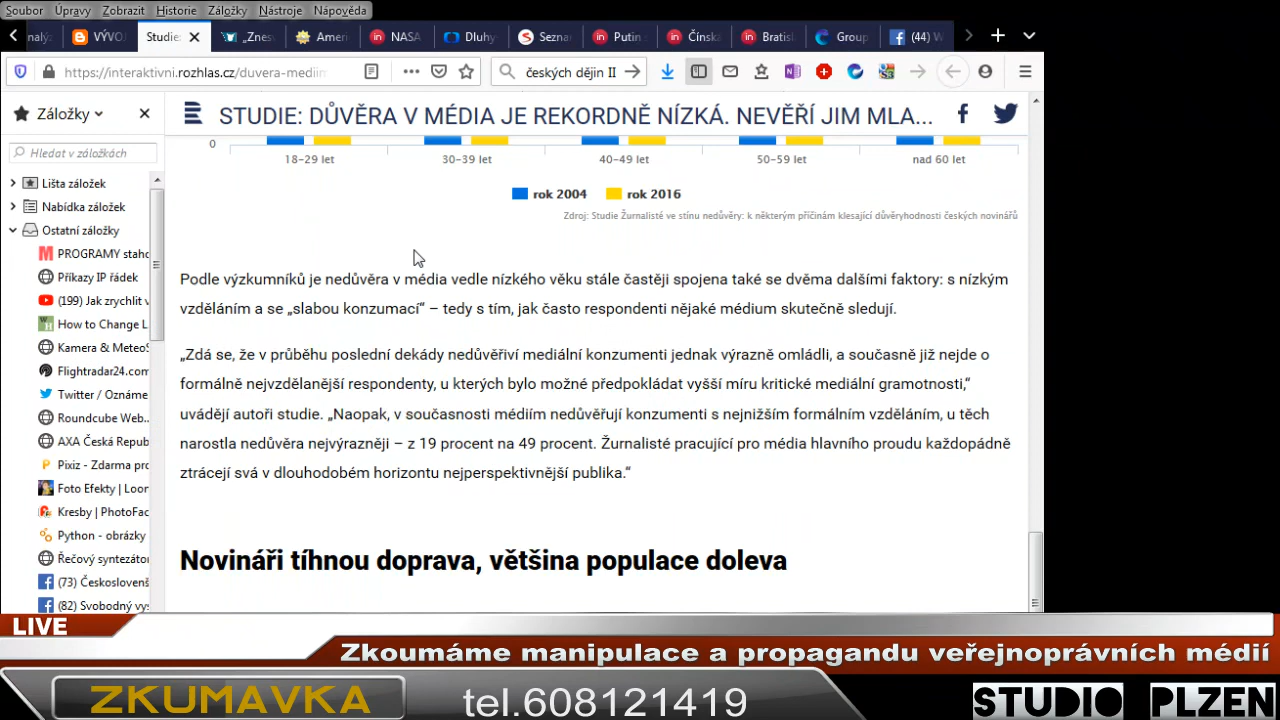 Soubor Úpravy Zobrazit Historie Záložky Nástroje Nápověda
nalýz VÝVOJ Studie: „Znesv Ameri NASA Dluhy Seznam Putin Čínská Bratis Group (44) W
https://interaktivni.rozhlas.cz/duvera-mediim českých dějin II
Záložky
STUDIE: DŮVĚRA V MÉDIA JE REKORDNĚ NÍZKÁ. NEVĚŘÍ JIM MLA...
Hledat v záložkách
Lišta záložek
Nabídka záložek
Ostatní záložky
PROGRAMY staho
Příkazy IP řádek
(199) Jak zrychlit v
How to Change L
Kamera & MeteoS
Flightradar24.com
Twitter / Oznáme
Roundcube Web..
AXA Česká Repub
Pixiz - Zdarma pro
Foto Efekty | Loon
Kresby | PhotoFac
Python - obrázky
Řečový syntezátor
(73) Českoslovenš
(82) Svobodný vys
0
18–29 let 30–39 let 40–49 let 50–59 let nad 60 let
rok 2004 rok 2016
Zdroj: Studie Žurnalisté ve stínu nedůvěry: k některým příčinám klesající důvěryhodnosti českých novinářů
Podle výzkumníků je nedůvěra v média vedle nízkého věku stále častěji spojena také se dvěma dalšími faktory: s nízkým
vzděláním a se „slabou konzumací“ – tedy s tím, jak často respondenti nějaké médium skutečně sledují.
„Zdá se, že v průběhu poslední dekády nedůvěřiví mediální konzumenti jednak výrazně omládli, a současně již nejde o
formálně nejvzdělanější respondenty, u kterých bylo možné předpokládat vyšší míru kritické mediální gramotnosti,“
uvádějí autoři studie. „Naopak, v současnosti médiím nedůvěřují konzumenti s nejnižším formálním vzděláním, u těch
narostla nedůvěra nejvýrazněji – z 19 procent na 49 procent. Žurnalisté pracující pro média hlavního proudu každopádně
ztrácejí svá v dlouhodobém horizontu nejperspektivnější publika.“
Novináři tíhnou doprava, většina populace doleva
LIVE
Zkoumáme manipulace a propagandu veřejnoprávních médií
ZKUMAVKA
tel.608121419
STUDIO PLZEN